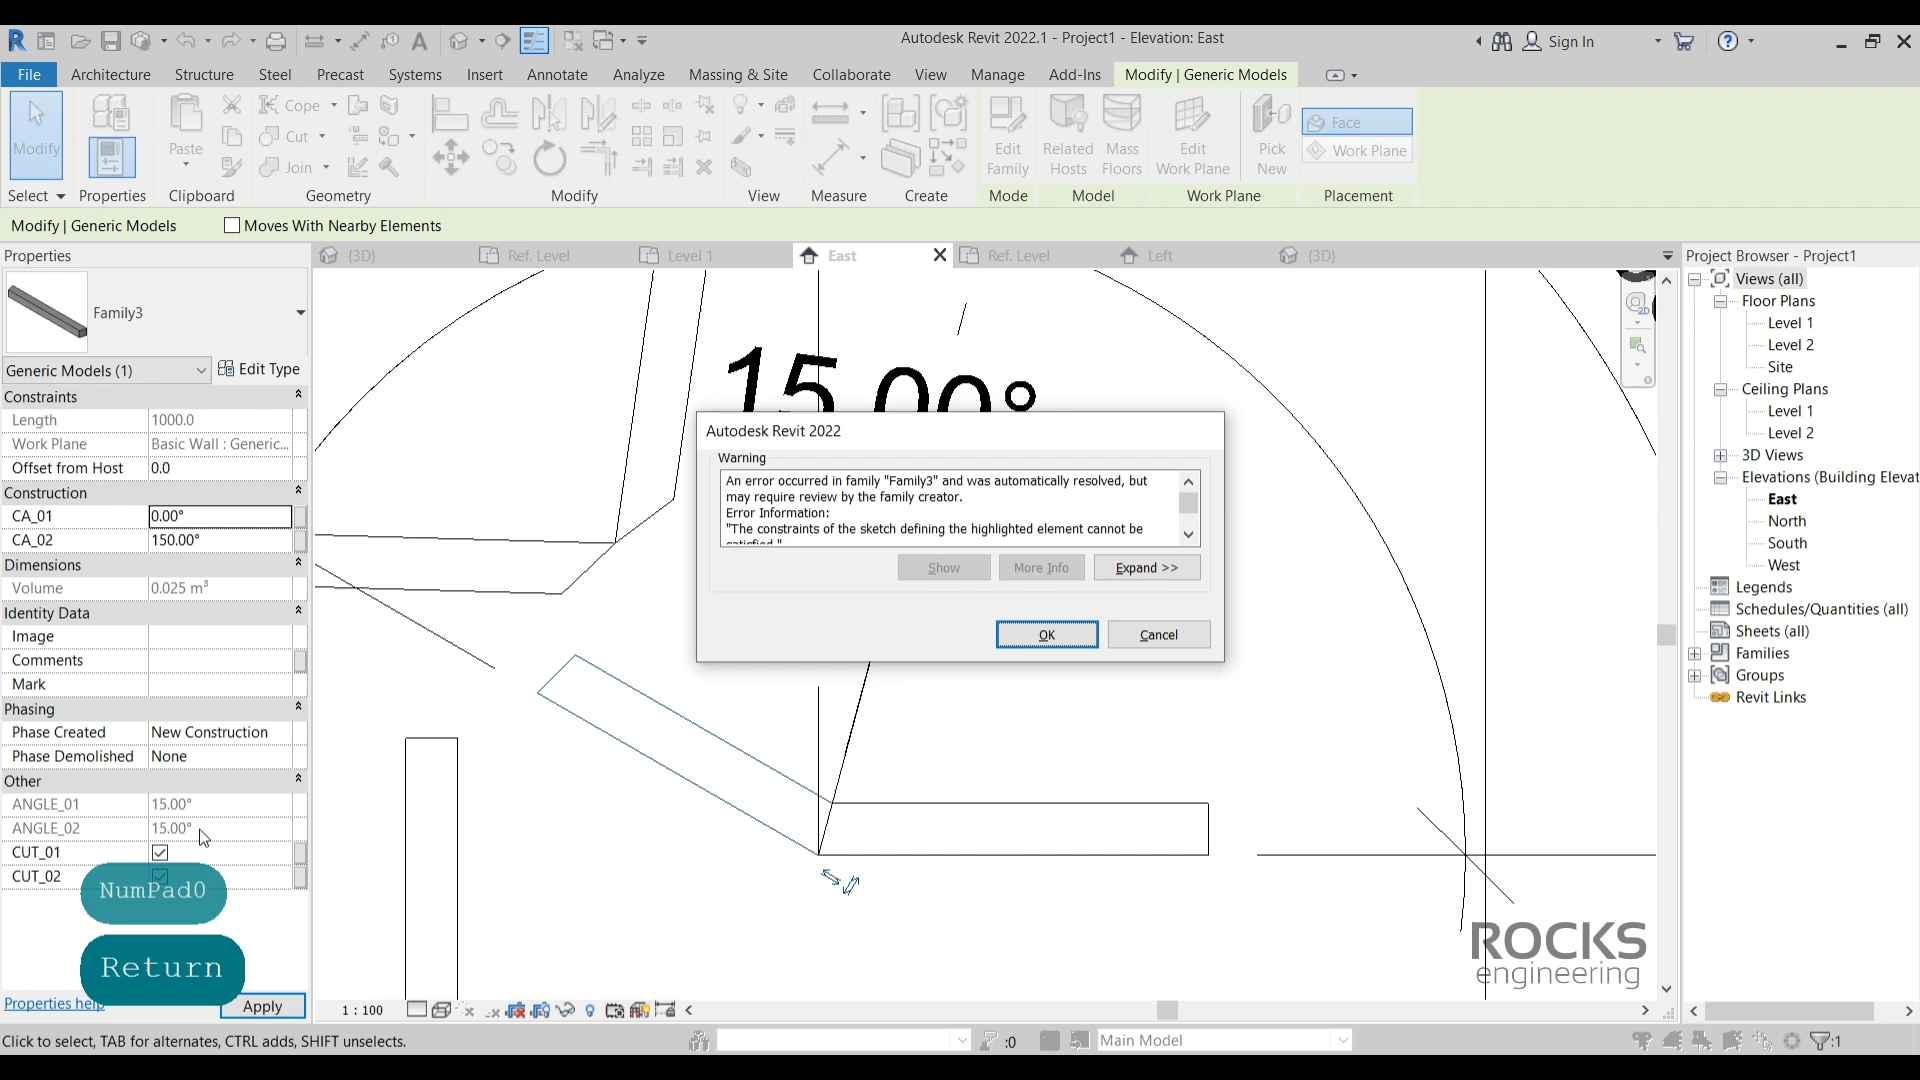 Autodesk Revit 2022.1 - Project1 - Elevation: East
Sign In
File Architecture Structure Steel Precast Systems Insert Annotate Analyze Massing & Site Collaborate View Manage Add-Ins Modify | Generic Models
Modify
Paste
Cope
Cut
Join
Edit Family
Related Hosts
Mass Floors
Edit Work Plane
Pick New
Face
Work Plane
Select Properties Clipboard Geometry Modify View Measure Create Mode Model Work Plane Placement
Modify | Generic Models Moves With Nearby Elements
Properties
{3D} Ref. Level Level 1 East Ref. Level Left {3D}
Family3
Generic Models (1) Edit Type
Constraints
Length 1000.0
Work Plane Basic Wall : Generic...
Offset from Host 0.0
Construction
CA_01 0.00°
CA_02 150.00°
Dimensions
Volume 0.025 m³
Identity Data
Image
Comments
Mark
Phasing
Phase Created New Construction
Phase Demolished None
Other
ANGLE_01 15.00°
ANGLE_02 15.00°
CUT_01
CUT_02
NumPad0
Return
Properties help
Apply
15.00°
2D
Autodesk Revit 2022
Warning
An error occurred in family "Family3" and was automatically resolved, but
may require review by the family creator.
Error Information:
"The constraints of the sketch defining the highlighted element cannot be
satisfied."
Show More Info Expand >>
OK Cancel
ROCKS
engineering
1 : 100
Project Browser - Project1
Views (all)
Floor Plans
Level 1
Level 2
Site
Ceiling Plans
Level 1
Level 2
3D Views
Elevations (Building Elevat
East
North
South
West
Legends
Schedules/Quantities (all)
Sheets (all)
Families
Groups
Revit Links
Click to select, TAB for alternates, CTRL adds, SHIFT unselects.
:0
Main Model
:1